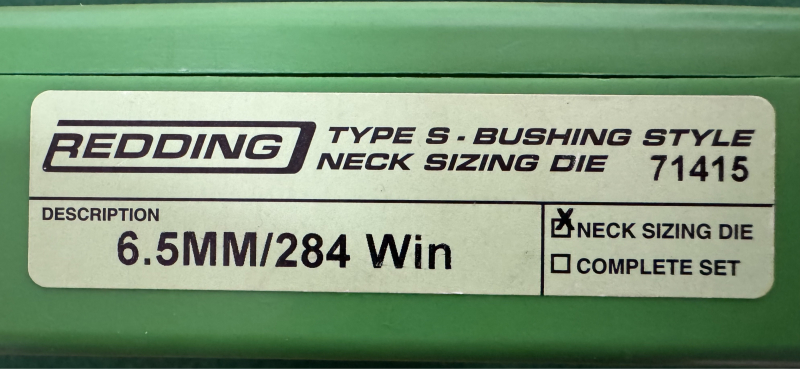 REDDING
TYPE S - BUSHING STYLE
NECK SIZING DIE 71415
DESCRIPTION
6.5MM/284 Win
X NECK SIZING DIE
COMPLETE SET